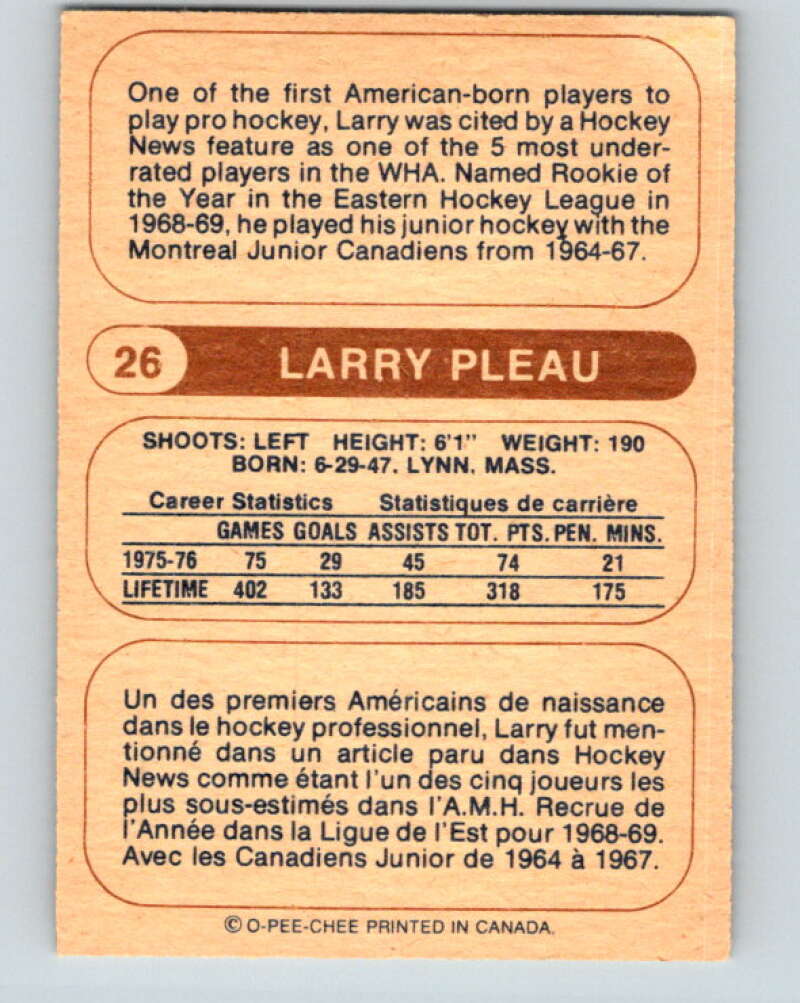 One of the first American-born players to
play pro hockey, Larry was cited by a Hockey
News feature as one of the 5 most under-
rated players in the WHA. Named Rookie of
the Year in the Eastern Hockey League in
1968-69, he played his junior hockey with the
Montreal Junior Canadiens from 1964-67.
26 LARRY PLEAU
SHOOTS: LEFT HEIGHT: 6'1" WEIGHT: 190
BORN: 6-29-47. LYNN, MASS.
Career Statistics Statistiques de carrière
GAMES GOALS ASSISTS TOT. PTS. PEN. MINS.
1975-76 75 29 45 74 21
LIFETIME 402 133 185 318 175
Un des premiers Américains de naissance
dans le hockey professionnel, Larry fut men-
tionné dans un article paru dans Hockey
News comme étant l'un des cinq joueurs les
plus sous-estimés dans l'A.M.H. Recrue de
l'Année dans la Ligue de l'Est pour 1968-69.
Avec les Canadiens Junior de 1964 à 1967.
© O-PEE-CHEE PRINTED IN CANADA.